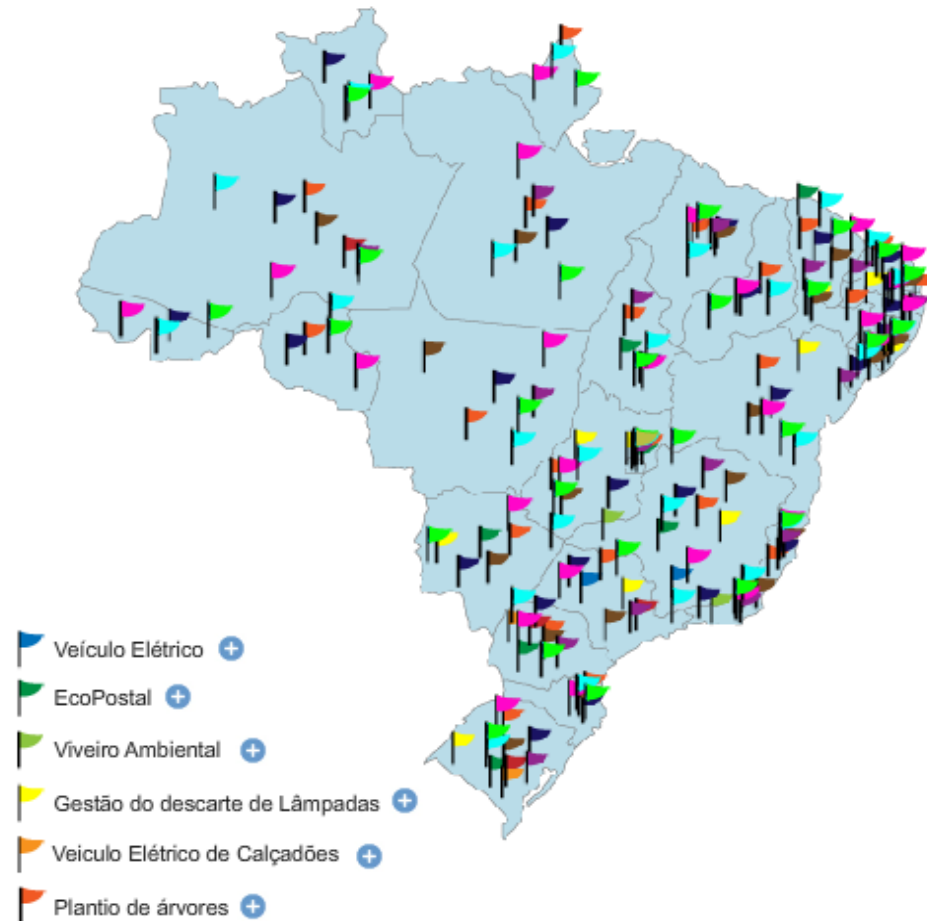 Veículo Elétrico
EcoPostal
Viveiro Ambiental
Gestão do descarte de Lâmpadas
Veiculo Elétrico de Calçadões
Plantio de árvores